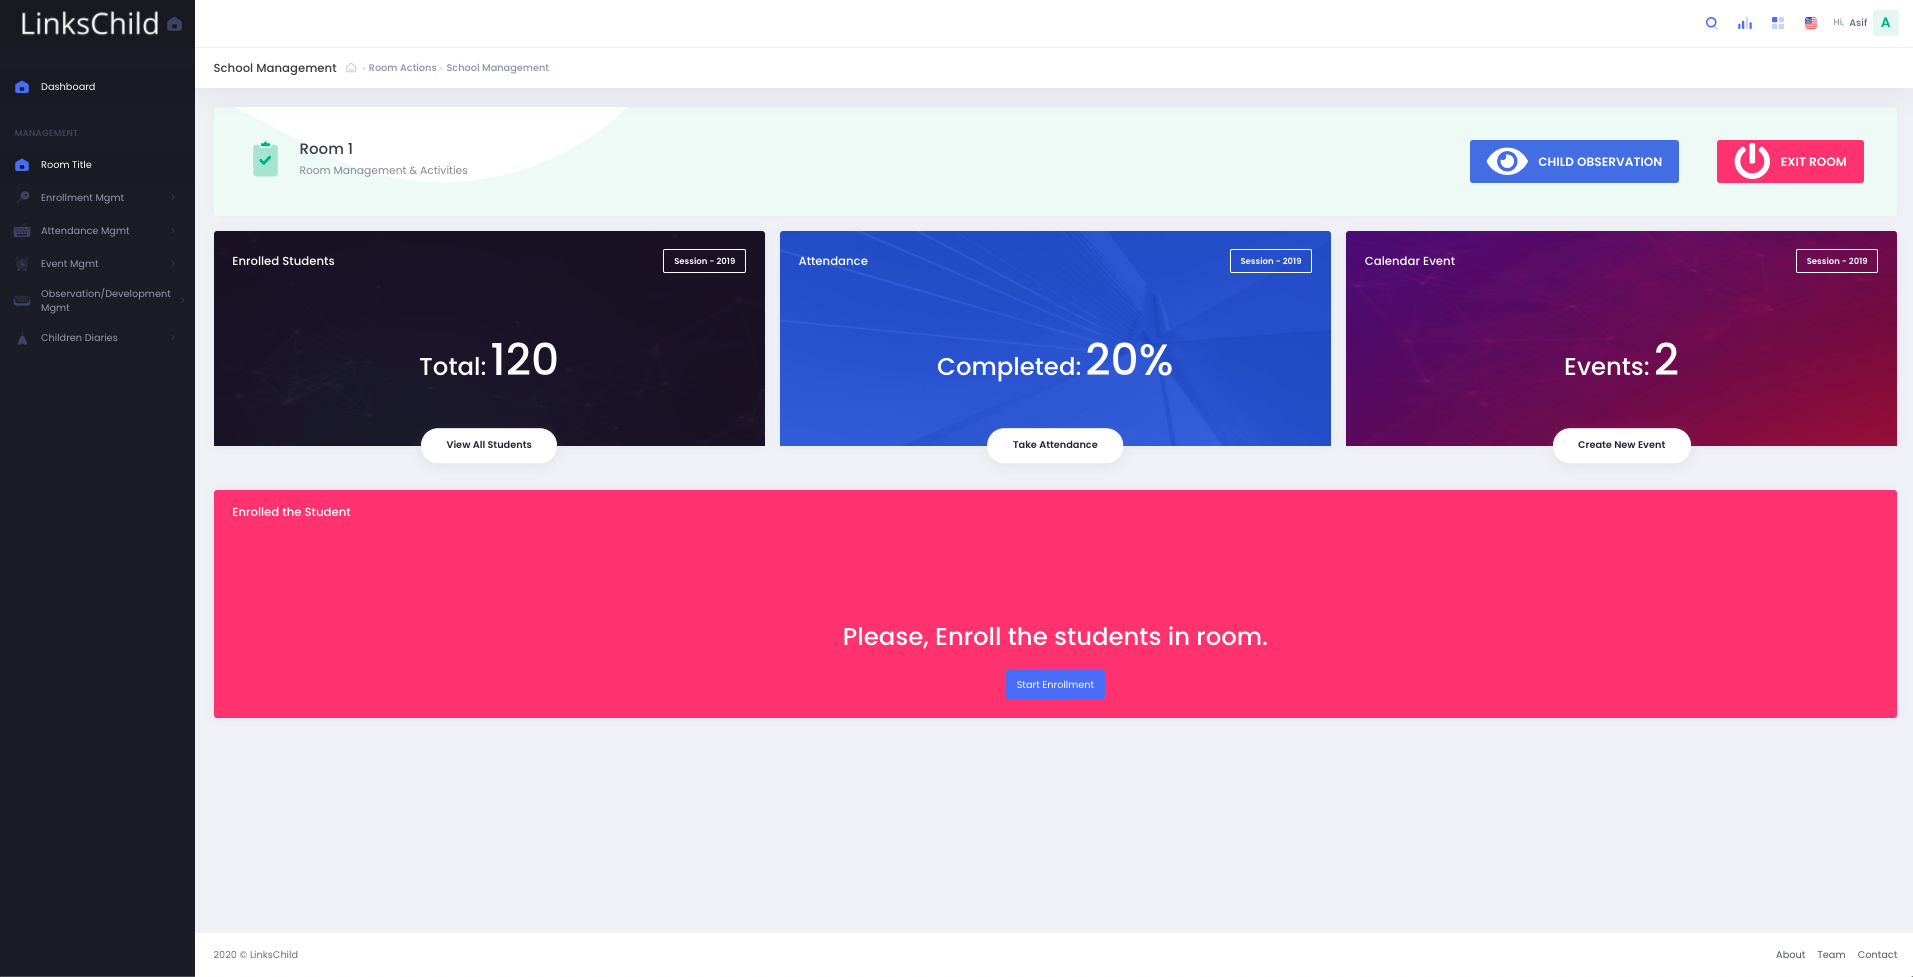 LinksChild
Hi, Asif A
School Management - Room Actions - School Management
Dashboard
MANAGEMENT
Room Title
Enrollment Mgmt
Attendance Mgmt
Event Mgmt
Observation/Development
Mgmt
Children Diaries
Room 1
Room Management & Activities
CHILD OBSERVATION
EXIT ROOM
Enrolled Students
Session - 2019
Total: 120
View All Students
Attendance
Session - 2019
Completed: 20%
Take Attendance
Calendar Event
Session - 2019
Events: 2
Create New Event
Enrolled the Student
Please, Enroll the students in room.
Start Enrollment
2020 © LinksChild
About Team Contact